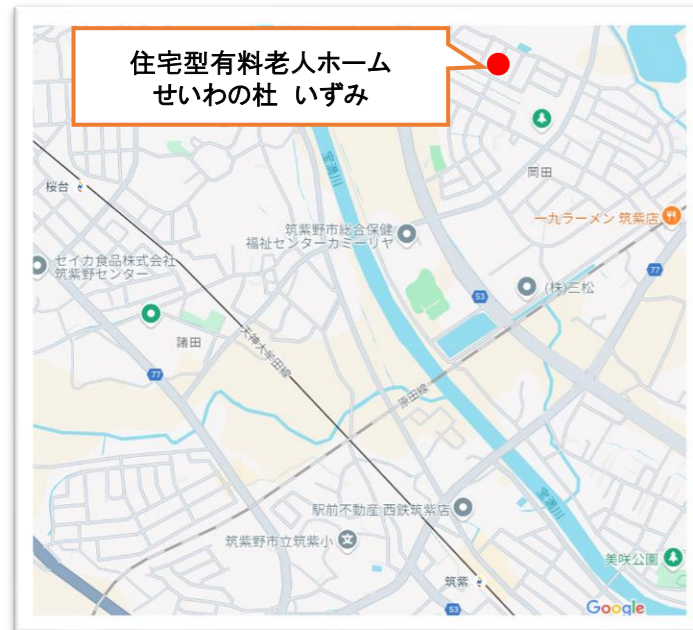 住宅型有料老人ホーム
せいわの杜 いずみ
宝満川
岡田
桜台
一九ラーメン 筑紫店
筑紫野市総合保健
福祉センターカミーリヤ
セイカ食品株式会社
筑紫野センター
77
(株)三松
53
諸田
天神大牟田線
77
原田線
宝満川
駅前不動産 西鉄筑紫店
筑紫野市立筑紫小
美咲公園
筑紫
53
Google